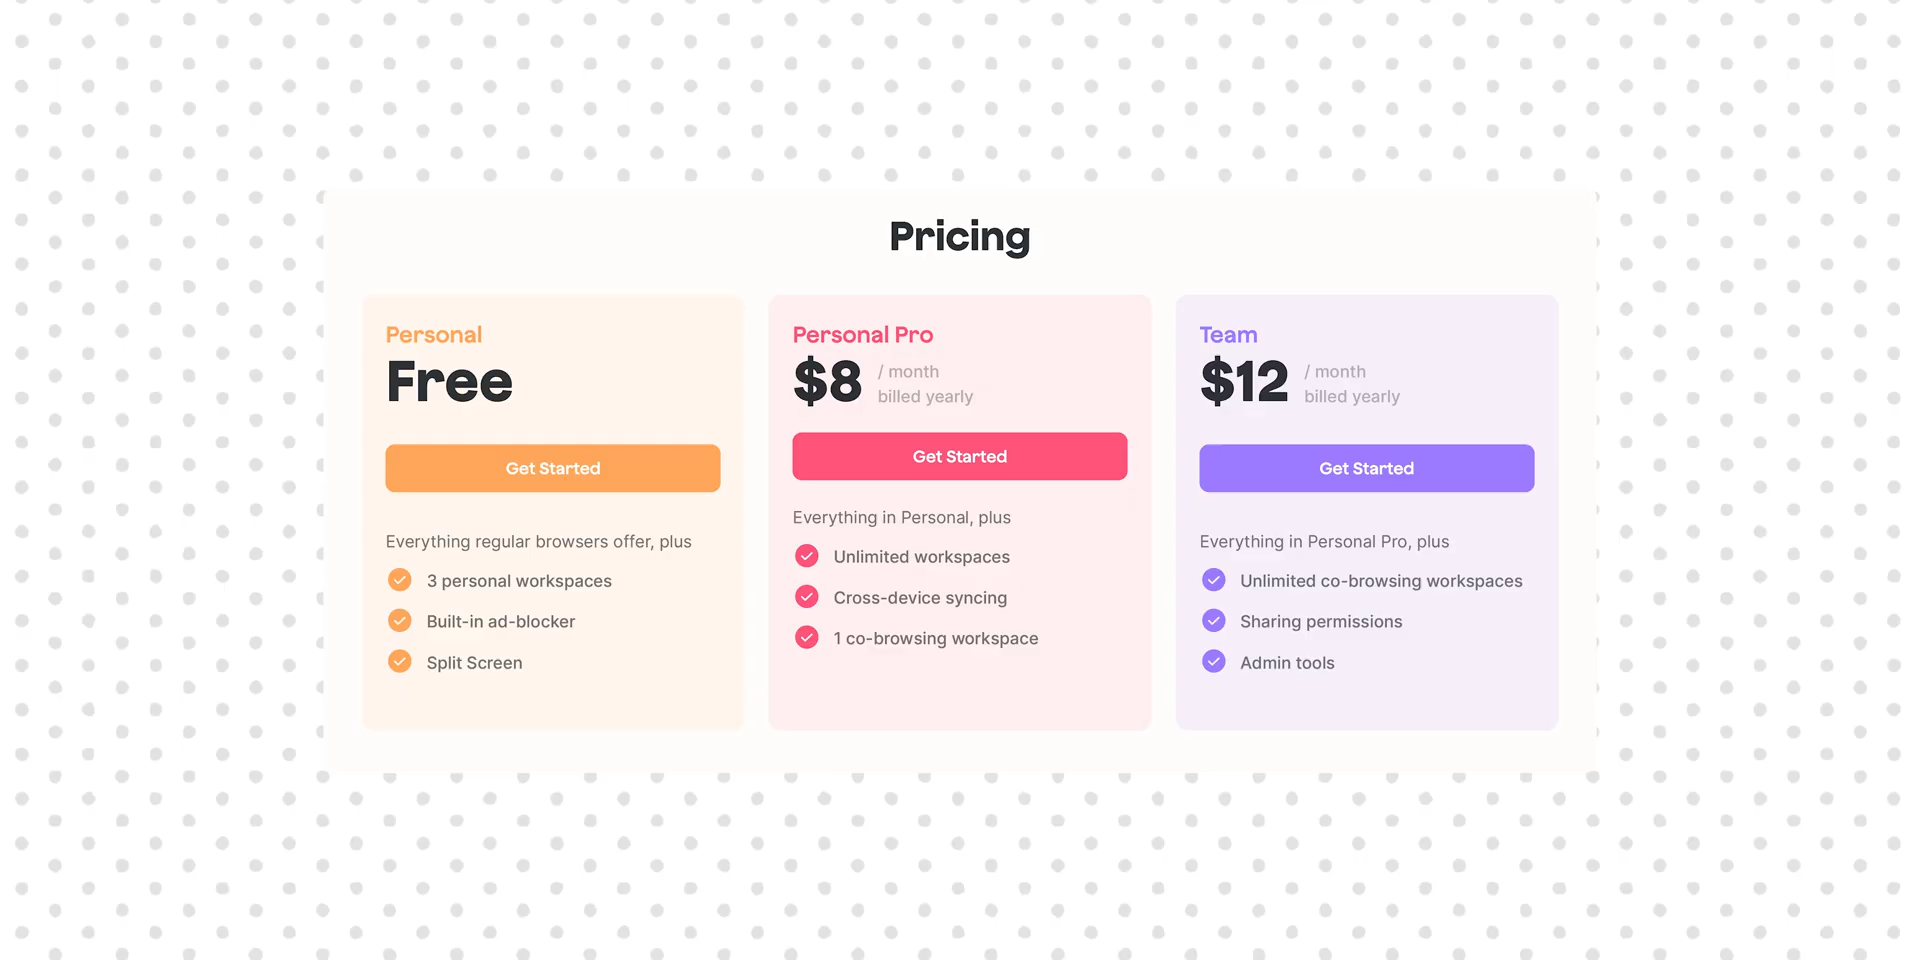 Pricing
Personal
Free
Get Started
Everything regular browsers offer, plus
3 personal workspaces
Built-in ad-blocker
Split Screen
Personal Pro
$8 / month
billed yearly
Get Started
Everything in Personal, plus
Unlimited workspaces
Cross-device syncing
1 co-browsing workspace
Team
$12 / month
billed yearly
Get Started
Everything in Personal Pro, plus
Unlimited co-browsing workspaces
Sharing permissions
Admin tools